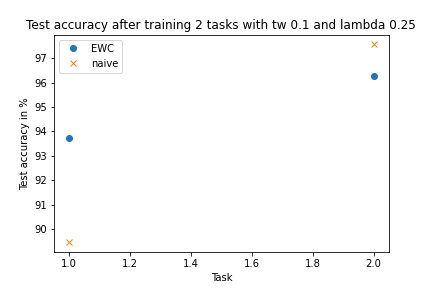 Test accuracy after training 2 tasks with tw 0.1 and lambda 0.25
EWC
naive
97
96
95
94
93
92
91
90
Test accuracy in %
1.0 1.2 1.4 1.6 1.8 2.0
Task